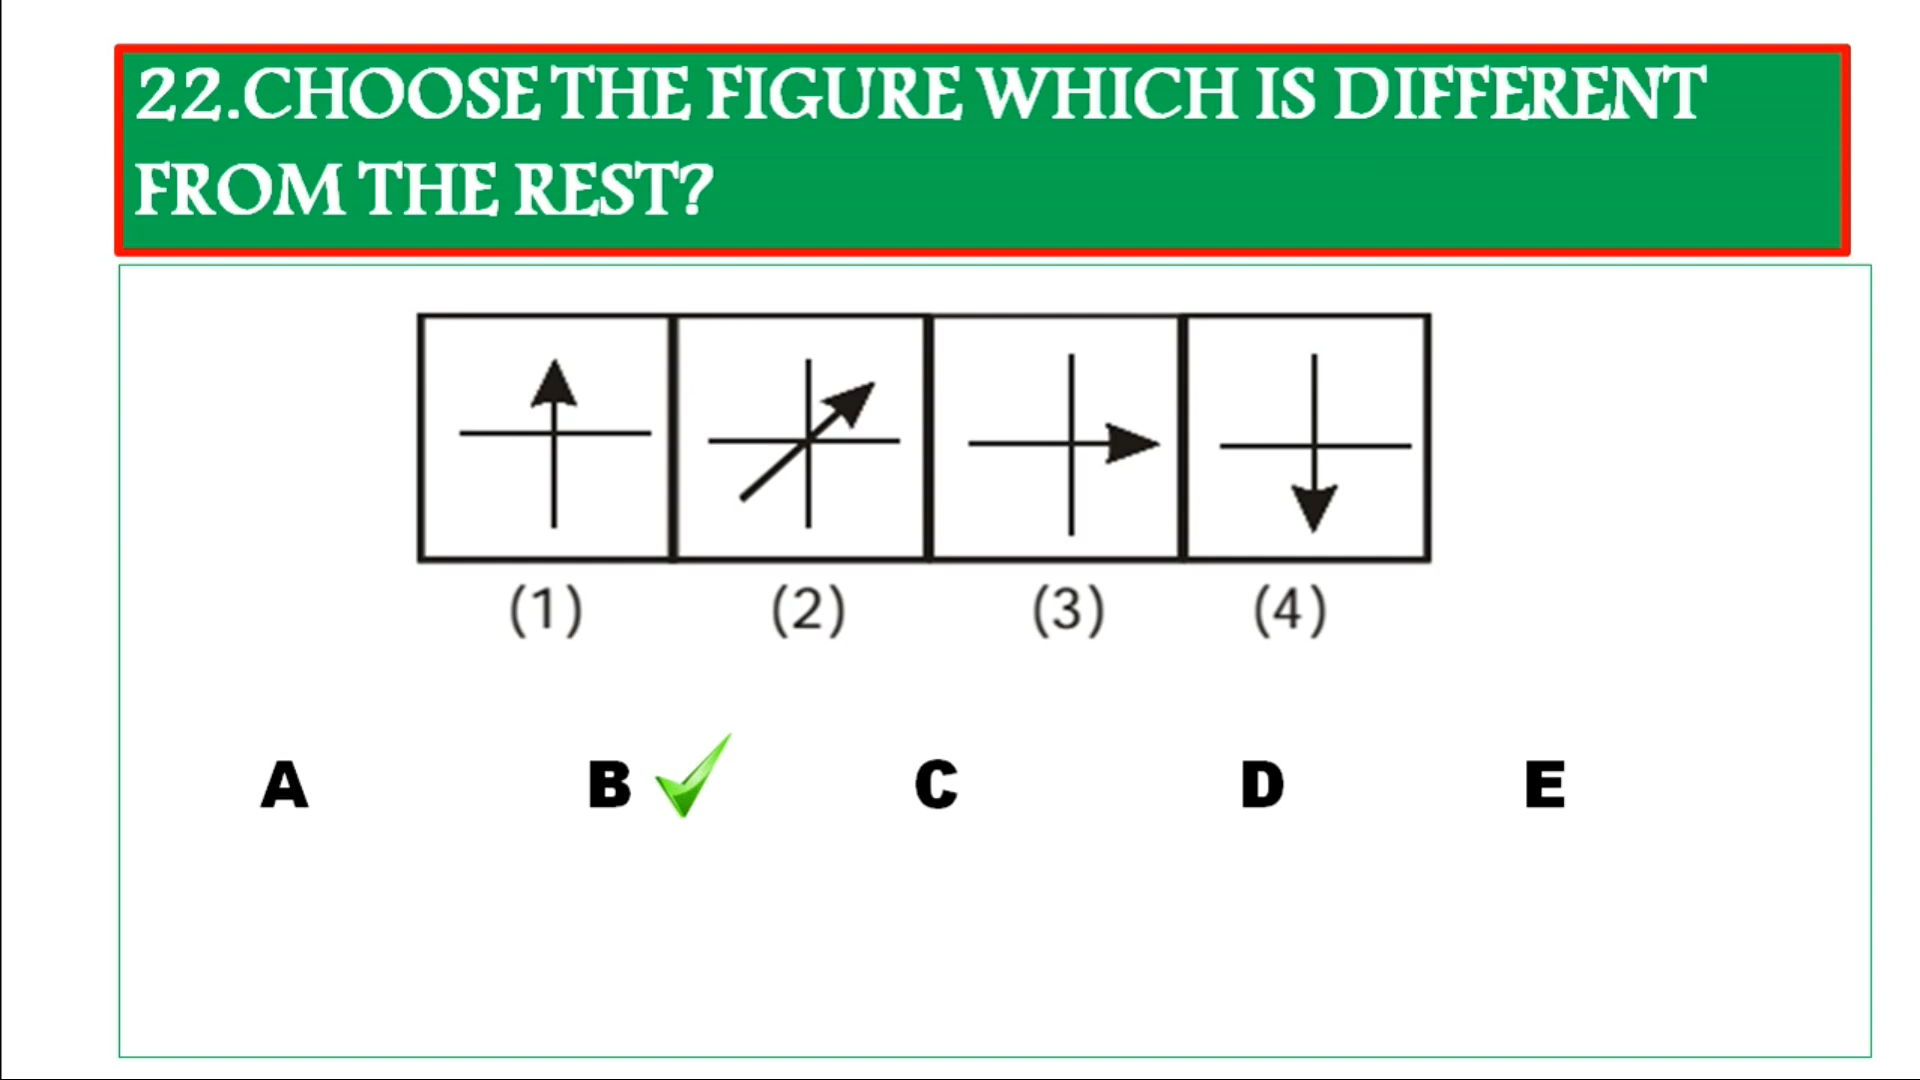 22.CHOOSE THE FIGURE WHICH IS DIFFERENT
FROM THE REST?
(1) (2) (3) (4)
A B C D E